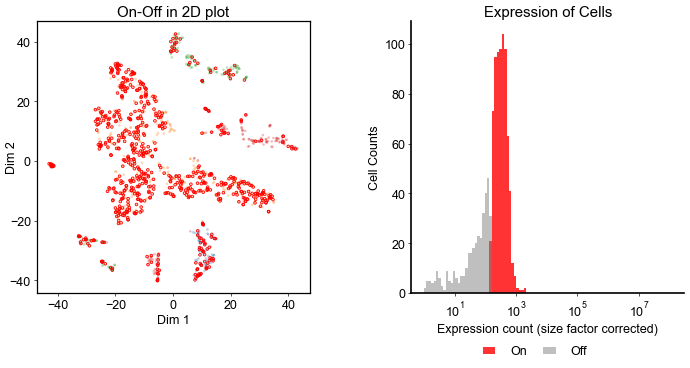 On-Off in 2D plot
40
20
0
−20
−40
Dim 2
−40 −20 0 20 40
Dim 1
Expression of Cells
100
80
60
40
20
0
Cell Counts
10^1 10^3 10^5 10^7
Expression count (size factor corrected)
On Off